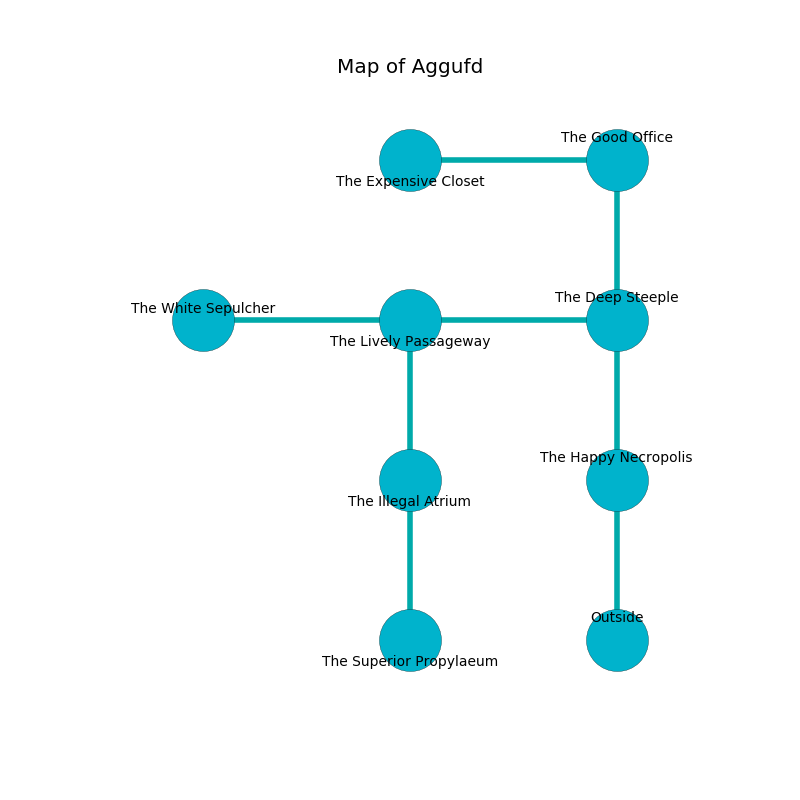 Map of Aggufd
The Good Office
The Expensive Closet
The Deep Steeple
The White Sepulcher
The Lively Passageway
The Happy Necropolis
The Illegal Atrium
Outside
The Superior Propylaeum